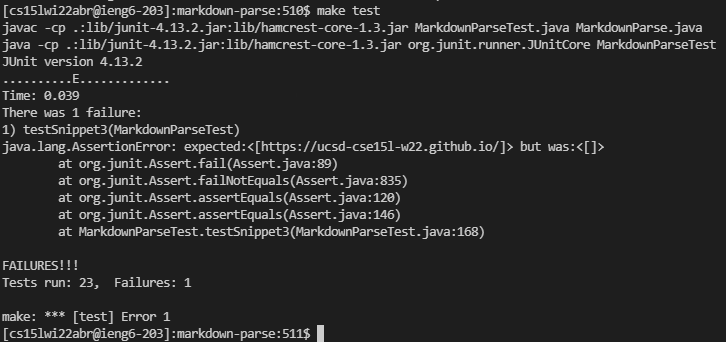 [cs15lwi22abr@ieng6-203]:markdown-parse:510$ make test
javac -cp .:lib/junit-4.13.2.jar:lib/hamcrest-core-1.3.jar MarkdownParseTest.java MarkdownParse.java
java -cp .:lib/junit-4.13.2.jar:lib/hamcrest-core-1.3.jar org.junit.runner.JUnitCore MarkdownParseTest
JUnit version 4.13.2
..........E.............
Time: 0.039
There was 1 failure:
1) testSnippet3(MarkdownParseTest)
java.lang.AssertionError: expected:<[https://ucsd-cse15l-w22.github.io/]> but was:<[]>
        at org.junit.Assert.fail(Assert.java:89)
        at org.junit.Assert.failNotEquals(Assert.java:835)
        at org.junit.Assert.assertEquals(Assert.java:120)
        at org.junit.Assert.assertEquals(Assert.java:146)
        at MarkdownParseTest.testSnippet3(MarkdownParseTest.java:168)

FAILURES!!!
Tests run: 23,  Failures: 1

make: *** [test] Error 1
[cs15lwi22abr@ieng6-203]:markdown-parse:511$